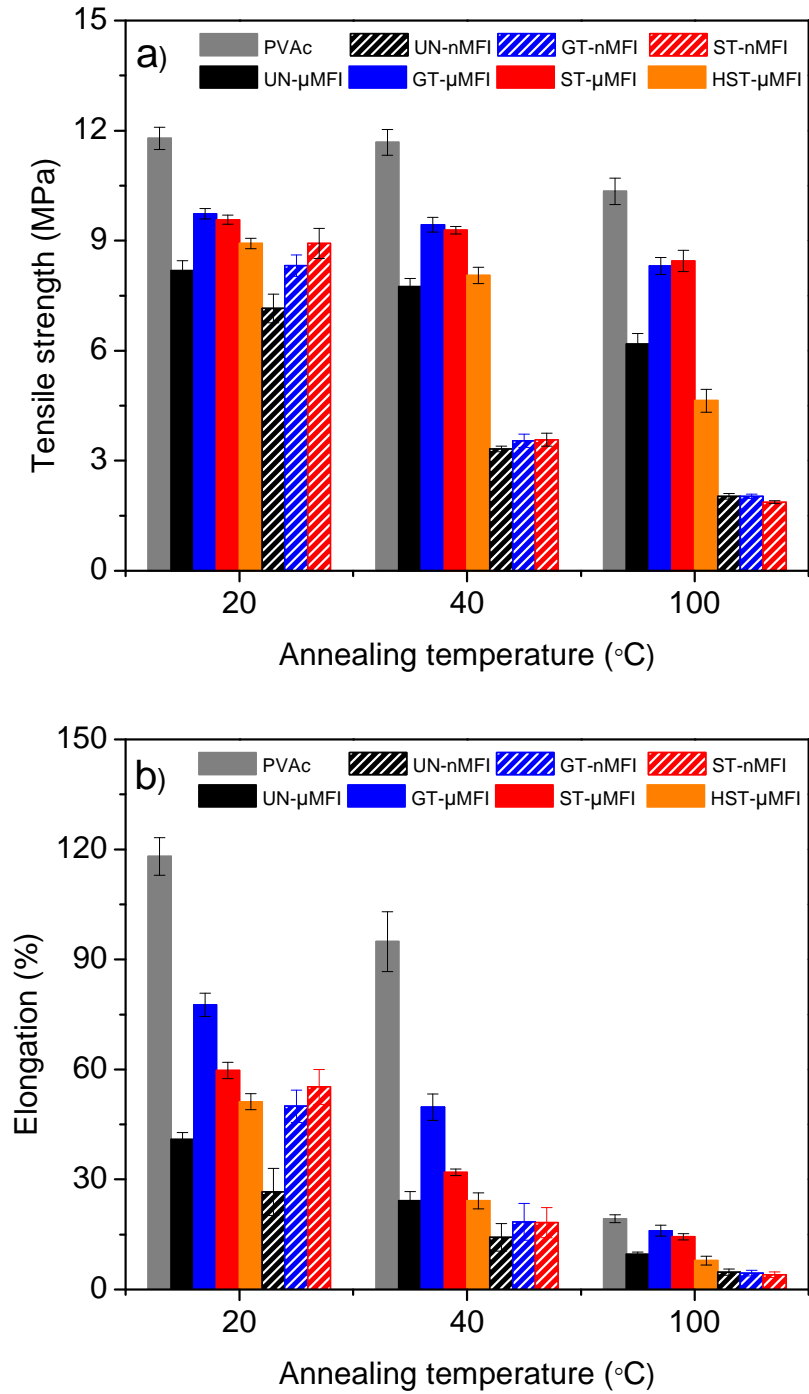 a)
PVAc UN-nMFI GT-nMFI ST-nMFI
UN-μMFI GT-μMFI ST-μMFI HST-μMFI
15
12
9
6
3
0
Tensile strength (MPa)
20 40 100
Annealing temperature (°C)
b)
PVAc UN-nMFI GT-nMFI ST-nMFI
UN-μMFI GT-μMFI ST-μMFI HST-μMFI
150
120
90
60
30
0
Elongation (%)
20 40 100
Annealing temperature (°C)